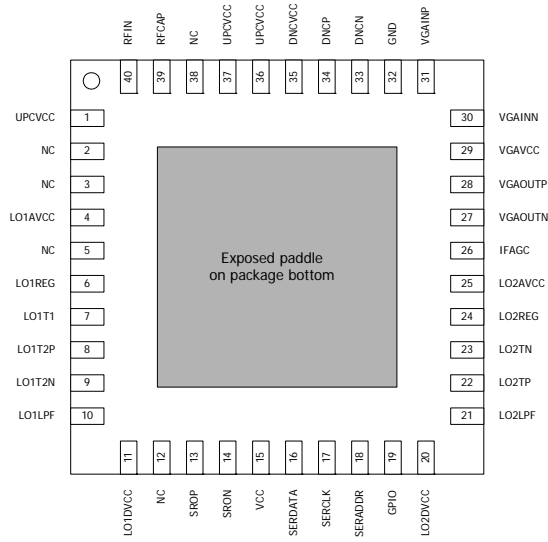 RFIN
RFCAP
NC
UPCVCC
UPCVCC
DNCVCC
DNCP
DNCN
GND
VGAINP
40
39
38
37
36
35
34
33
32
31
UPCVCC 1
NC 2
NC 3
LO1AVCC 4
NC 5
LO1REG 6
LO1T1 7
LO1T2P 8
LO1T2N 9
LO1LPF 10
Exposed paddle
on package bottom
30 VGAINN
29 VGAVCC
28 VGAOUTP
27 VGAOUTN
26 IFAGC
25 LO2AVCC
24 LO2REG
23 LO2TN
22 LO2TP
21 LO2LPF
11
12
13
14
15
16
17
18
19
20
LO1DVCC
NC
SROP
SRON
VCC
SERDATA
SERCLK
SERADDR
GPIO
LO2DVCC